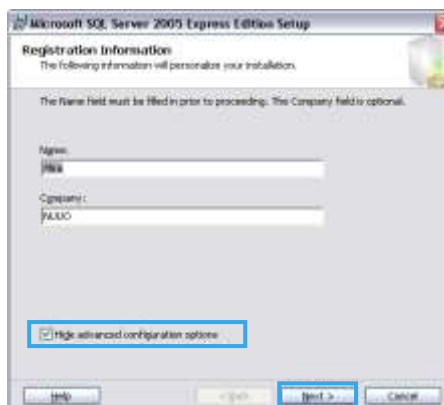 Microsoft SQL Server 2005 Express Edition Setup
Registration Information
The following information will personalize your installation.
The Name field must be filled in prior to proceeding. The Company field is optional.
Name:
Company:
NUUO
Hide advanced configuration options
Help
< Back
Next >
Cancel